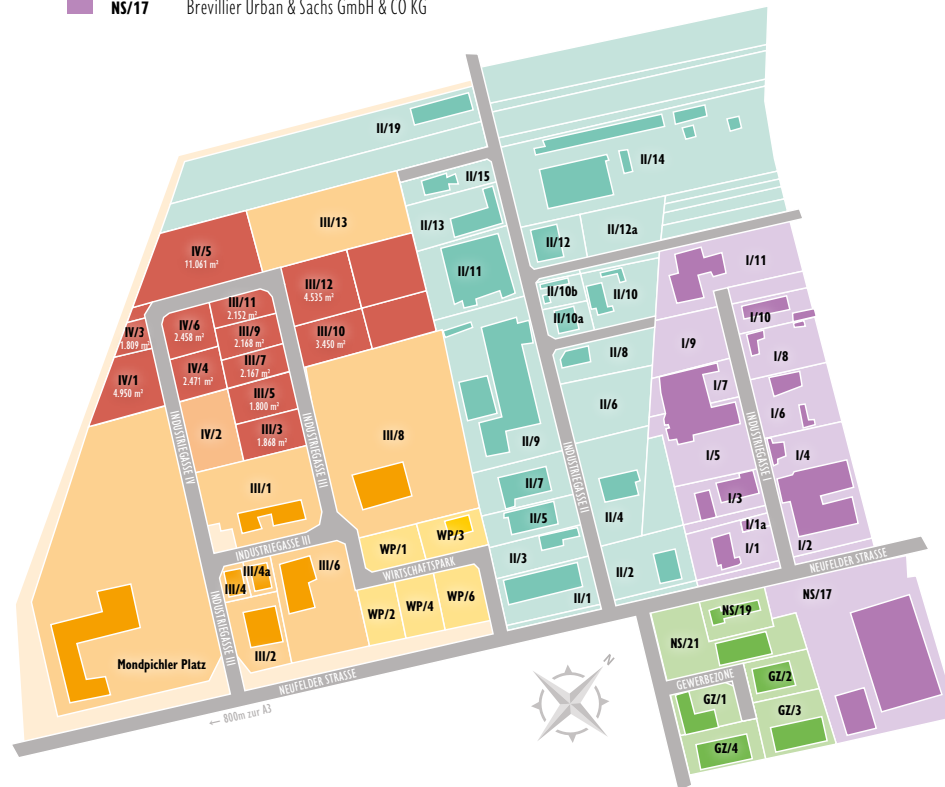 NS/17 Brevillier Urban & Sachs GmbH & CO KG
II/19
II/14
II/15
II/13
III/13
IV/5
11.061 m²
II/12
II/12a
II/11
I/11
III/12
4.535 m²
II/10b
II/10
II/10a
III/11
2.152 m²
IV/3
1.809 m²
IV/6
2.458 m²
III/9
2.168 m²
III/10
3.450 m²
I/10
I/9
I/8
II/8
IV/1
4.950 m²
IV/4
2.471 m²
III/7
2.167 m²
I/7
III/5
1.800 m²
II/6
I/6
IV/2
III/3
1.868 m²
III/8
II/9
I/5
I/4
INDUSTRIEGASSE IV
INDUSTRIEGASSE III
INDUSTRIEGASSE II
INDUSTRIEGASSE I
III/1
II/7
I/3
II/5
II/4
I/1a
WP/1
WP/3
I/1
I/2
INDUSTRIEGASSE III
II/3
NEUFELDER STRASSE
WIRTSCHAFTSPARK
III/4a
III/4
III/6
II/2
II/1
NS/17
WP/2
WP/4
WP/6
INDUSTRIEGASSE III
NS/19
NS/21
III/2
Mondpichler Platz
N
NEUFELDER STRASSE
GEWERBEZONE
GZ/2
GZ/1
GZ/3
← 800m zur A3
GZ/4